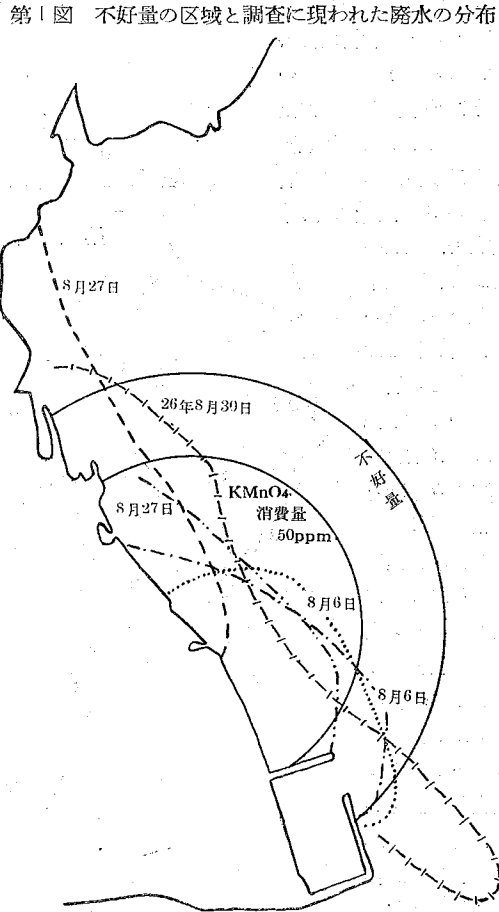 第1図 不好量の区域と調査に現われた廃水の分布
8月27日
26年8月30日
不好量
8月27日
KMnO4
消費量
50ppm
8月6日
8月6日